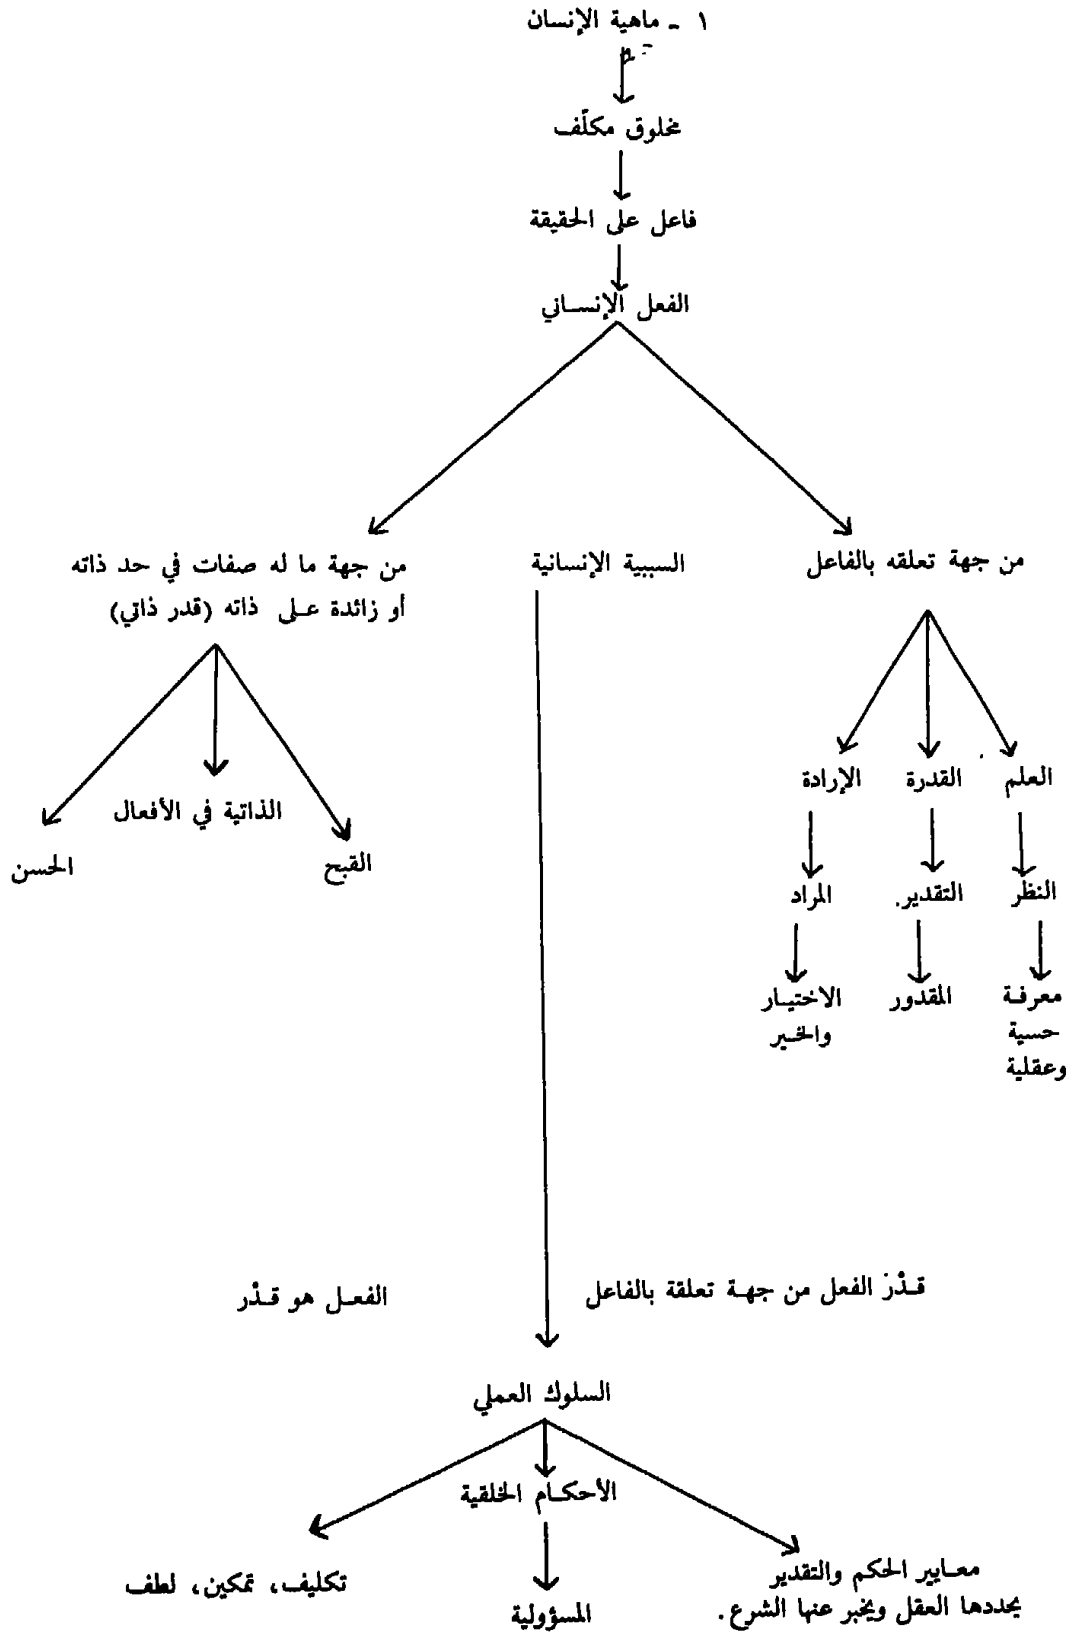 ١ - ماهية الإنسان
مخلوق مكلّف
فاعل على الحقيقة
الفعل الإنساني
من جهة تعلقه بالفاعل
السببية الإنسانية
من جهة ما له صفات في حد ذاته
أو زائدة على ذاته (قدر ذاتي)
العلم
القدرة
الإرادة
الذاتية في الأفعال
القبح
الحسن
النظر
التقدير.
المراد
معرفة
حسية
وعقلية
المقدور
الاختيار
والخير
قدْر الفعل من جهة تعلقة بالفاعل
الفعل هو قدْر
السلوك العملي
الأحكام الخلقية
معايير الحكم والتقدير
يحددها العقل ويخبر عنها الشرع.
المسؤولية
تكليف، تمكين، لطف